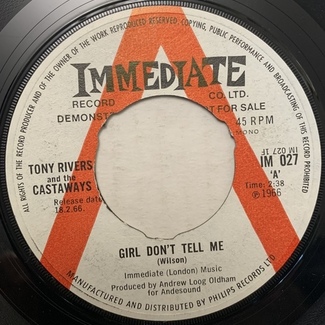 ALL RIGHTS OF THE RECORD PRODUCER AND OF THE OWNER OF THE WORK REPRODUCED RESERVED, COPYING, PUBLIC PERFORMANCE AND BROADCASTING OF THIS RECORD PROHIBITED
IMMEDIATE
RECORD CO. LTD.
DEMONST T FOR SALE
45 RPM
MONO
TONY RIVERS
and the
CASTAWAYS
Release date
18.2.66.
IM 027 1F
IM 027
'A'
Time: 2:38
℗ 1966
GIRL DON'T TELL ME
(Wilson)
Immediate (London) Music
Produced by Andrew Loog Oldham
for Andesound
MANUFACTURED AND DISTRIBUTED BY PHILIPS RECORDS LTD